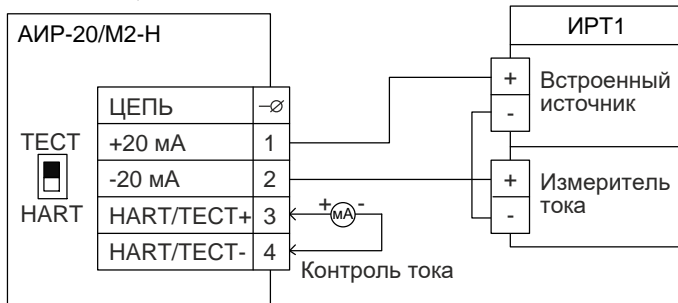 АИР-20/М2-Н
ИРТ1
ЦЕПЬ
+20 мА 1
-20 мА 2
HART/ТЕСТ+ 3
HART/ТЕСТ- 4
ТЕСТ
HART
+ мА -
Контроль тока
+
-
Встроенный
источник
+
-
Измеритель
тока